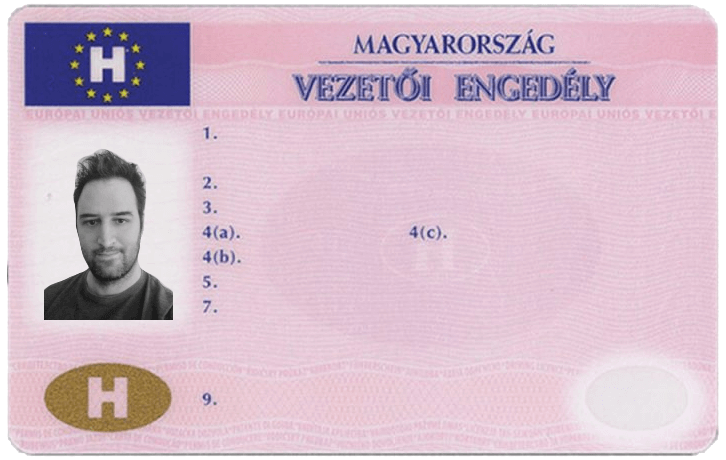 H
MAGYARORSZÁG
VEZETŐI ENGEDÉLY
EURÓPAI UNIÓS VEZETŐI ENGEDÉLY EURÓPAI UNIÓS VEZETŐI ENGEDÉLY EURÓPAI UNIÓS VEZETŐI
1.
2.
3.
4(a). 4(c).
4(b).
H
5.
7.
H
9.